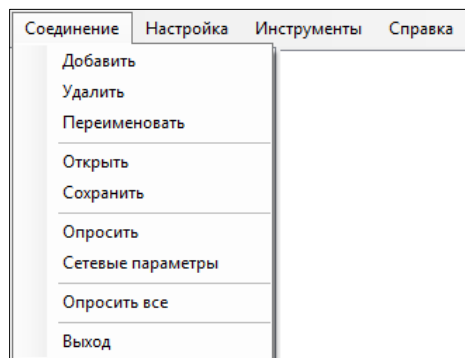 Соединение Настройка Инструменты Справка
Добавить
Удалить
Переименовать
Открыть
Сохранить
Опросить
Сетевые параметры
Опросить все
Выход